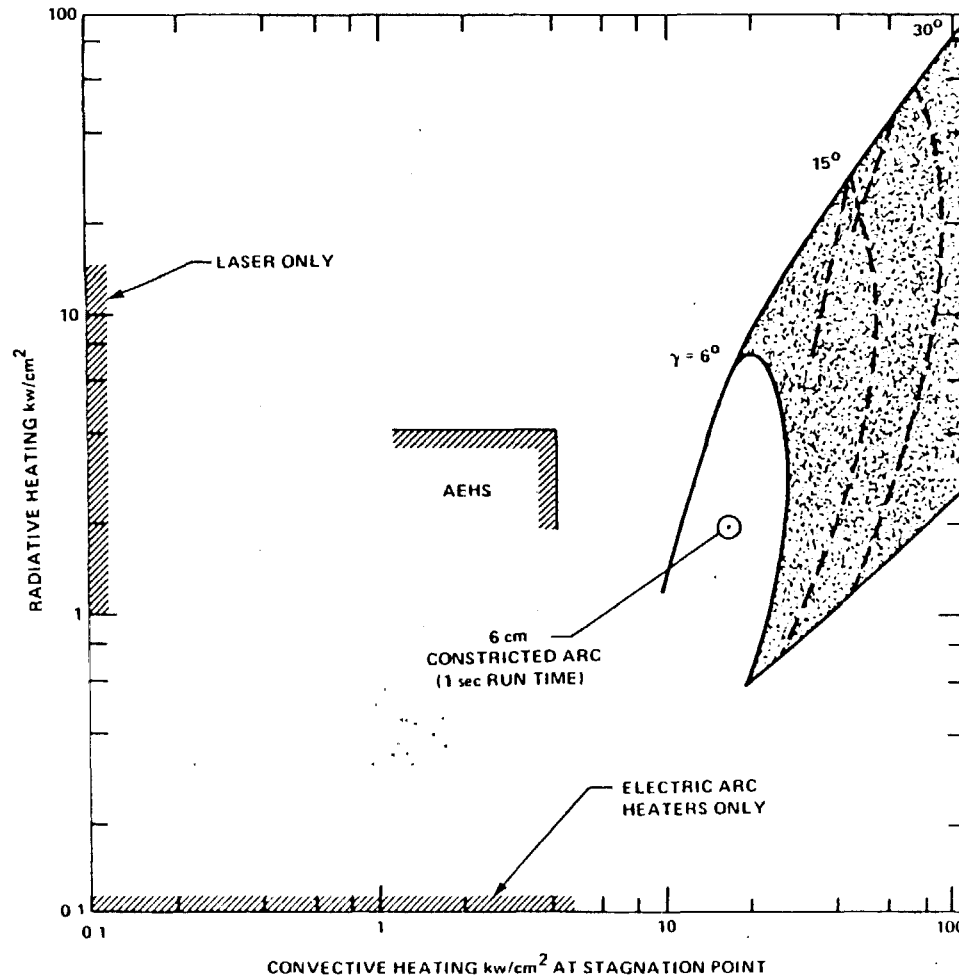 100
30°
15°
LASER ONLY
10
γ = 6°
RADIATIVE HEATING kw/cm²
AEHS
1
6 cm
CONSTRICTED ARC
(1 sec RUN TIME)
ELECTRIC ARC
HEATERS ONLY
0 1
0 1
1
10
100
CONVECTIVE HEATING kw/cm² AT STAGNATION POINT